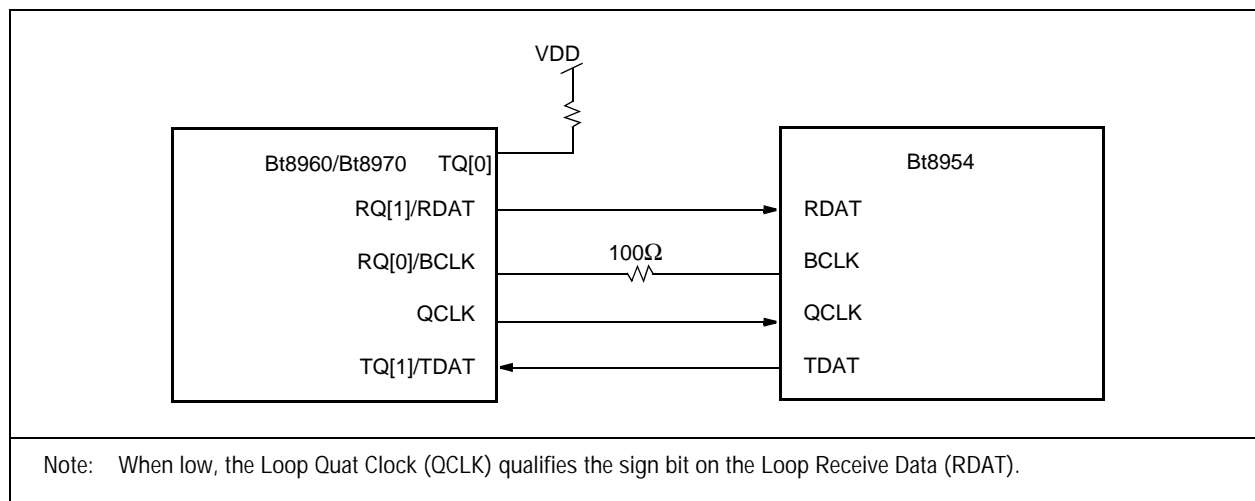 VDD
Bt8960/Bt8970 TQ[0]
Bt8954
RQ[1]/RDAT
RDAT
100Ω
RQ[0]/BCLK
BCLK
QCLK
QCLK
TQ[1]/TDAT
TDAT
Note: When low, the Loop Quat Clock (QCLK) qualifies the sign bit on the Loop Receive Data (RDAT).